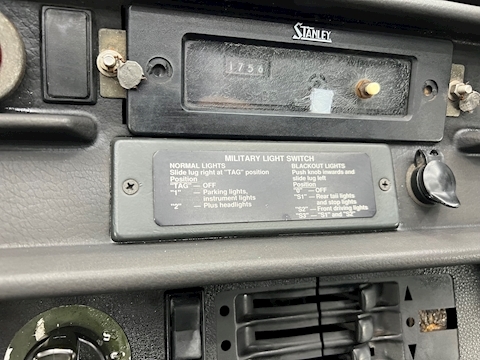 STANLEY
1756
MILITARY LIGHT SWITCH
NORMAL LIGHTS
Slide lug right at "TAG" position
Position
"TAG" — OFF
"1" — Parking lights,
instrument lights
"2" — Plus headlights
BLACKOUT LIGHTS
Push knob inwards and
slide lug left
Position
"0" — OFF
"S1" — Rear tail lights
and stop lights
"S2" — Front driving lights
"S3" — "S1" and "S2"